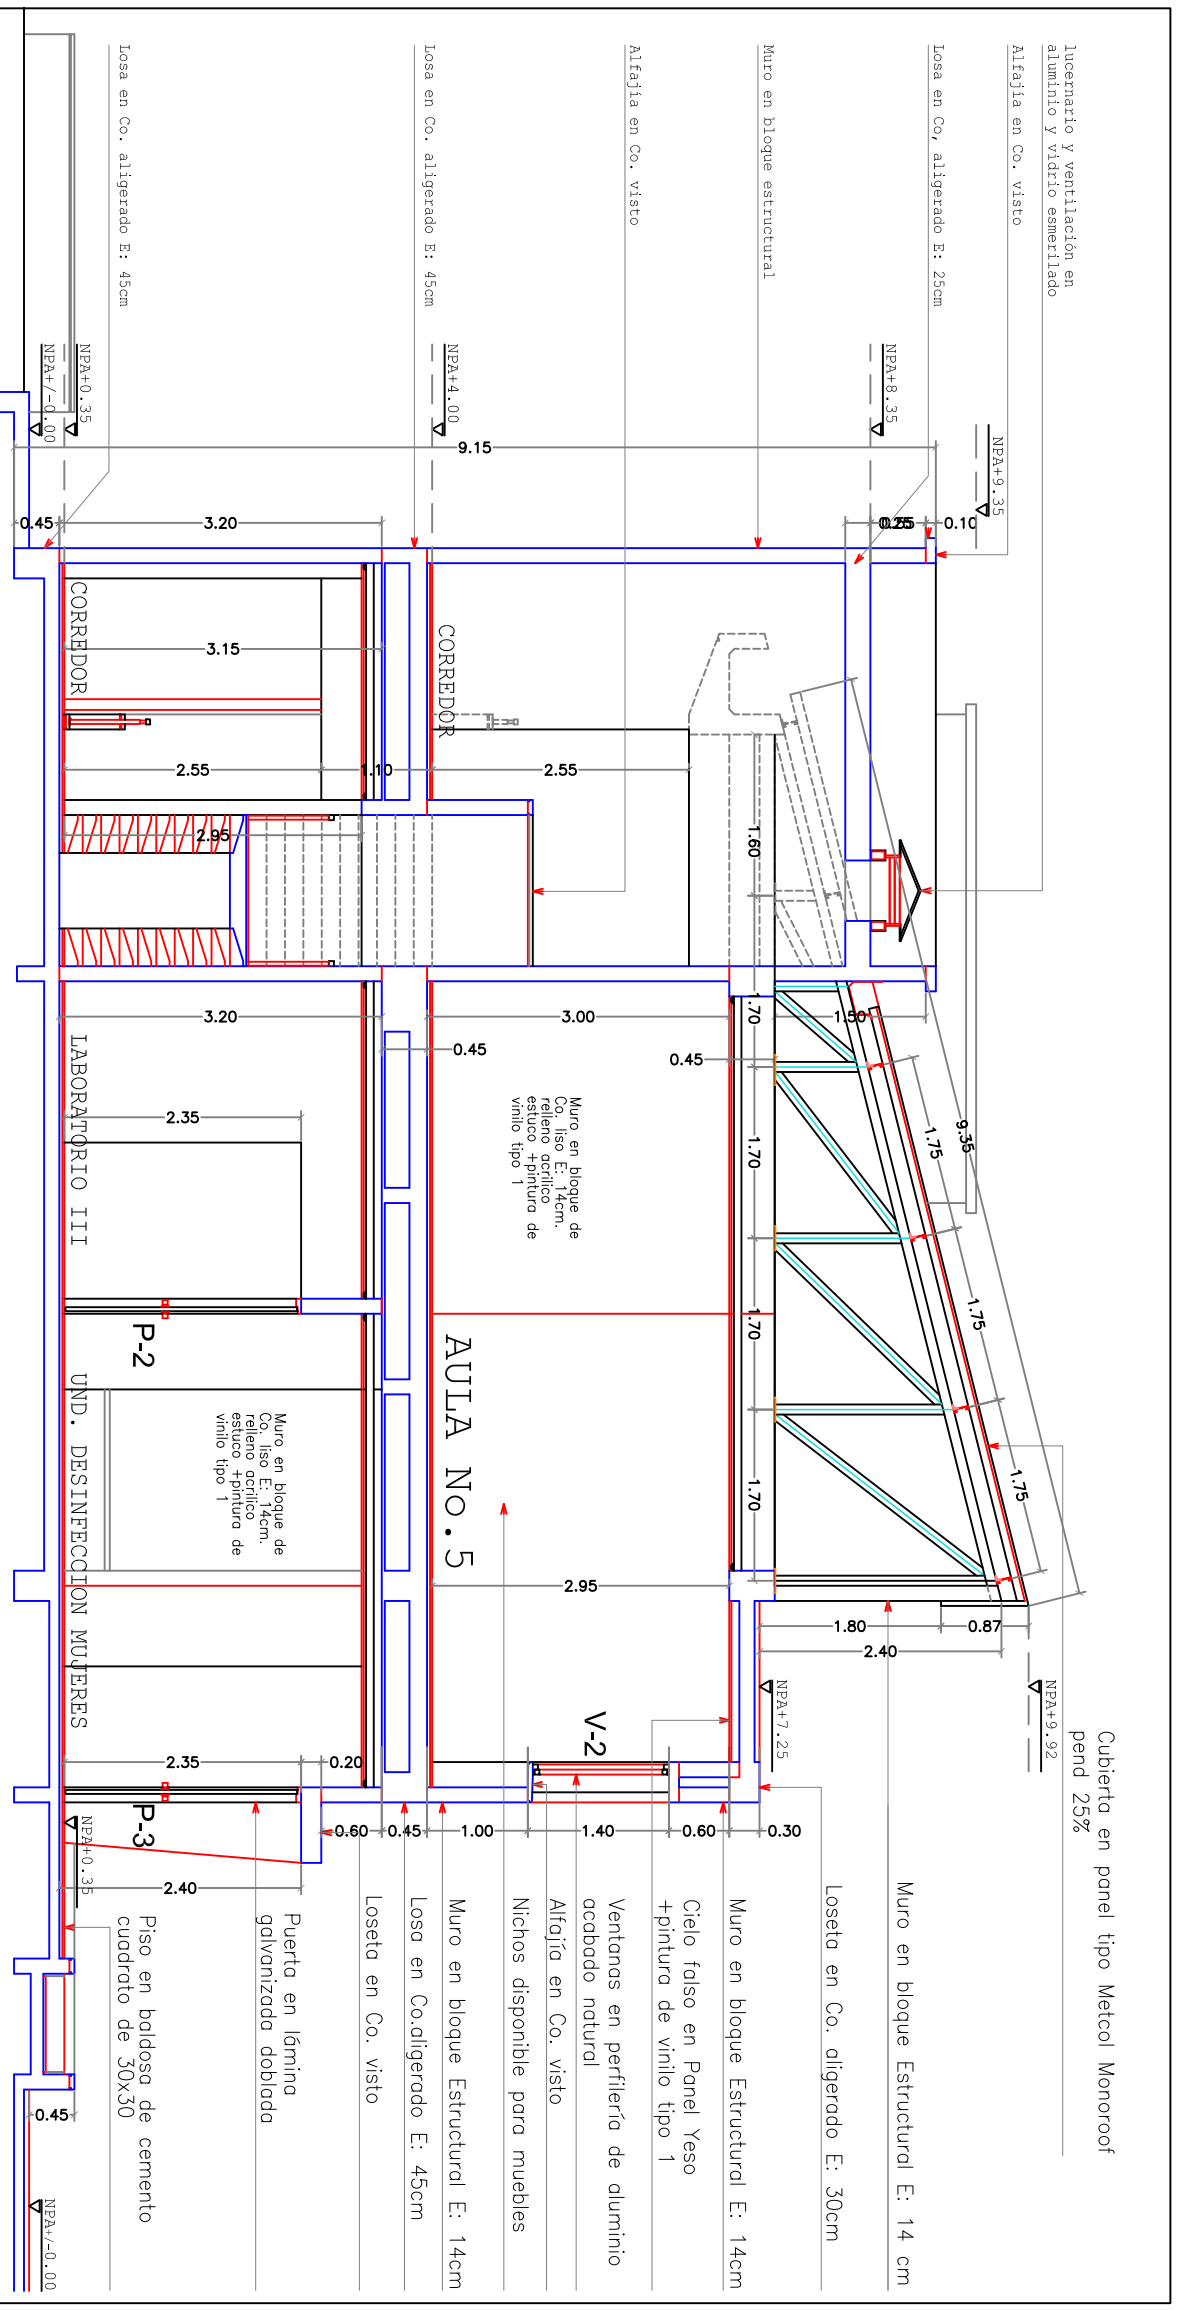 lucernario y ventilación en
aluminio y vidrio esmerilado
Alfajía en Co. visto
Losa en Co, aligerado E: 25cm
Muro en bloque estructural
Alfajía en Co. visto
Losa en Co. aligerado E: 45cm
Losa en Co. aligerado E: 45cm
NPA+9.35
NPA+8.35
NPA+4.00
NPA+0.35
NPA+/-0.00
9.15
0.10
0.25
3.20
0.45
CORREDOR
CORREDOR
3.15
2.55
1.10
2.55
2.95
1.60
1.70
1.70
1.70
1.70
1.50
9.35
1.75
1.75
1.75
3.20
0.45
3.00
0.45
2.35
LABORATORIO III
Muro en bloque de
Co. liso E: 14cm.
relleno acrílico
estuco +pintura de
vinilo tipo 1
AULA No.5
P-2
UND. DESINFECCION MUJERES
Muro en bloque de
Co. liso E: 14cm.
relleno acrílico
estuco +pintura de
vinilo tipo 1
2.95
1.80
0.87
2.40
NPA+9.92
NPA+7.25
V-2
2.35
0.20
P-3
0.60
0.45
1.00
1.40
0.60
0.30
2.40
NPA+0.35
Cubierta en panel tipo Metcol Monoroof
pend 25%
Muro en bloque Estructural E: 14 cm
Loseta en Co. aligerado E: 30cm
Muro en bloque Estructural E: 14cm
Cielo falso en Panel Yeso
+pintura de vinilo tipo 1
Ventanas en perfilería de aluminio
acabado natural
Alfajía en Co. visto
Nichos disponible para muebles
Muro en bloque Estructural E: 14cm
Losa en Co.aligerado E: 45cm
Loseta en Co. visto
Puerta en lámina
galvanizada doblada
Piso en baldosa de cemento
cuadrato de 30x30
0.45
NPA+/-0.00